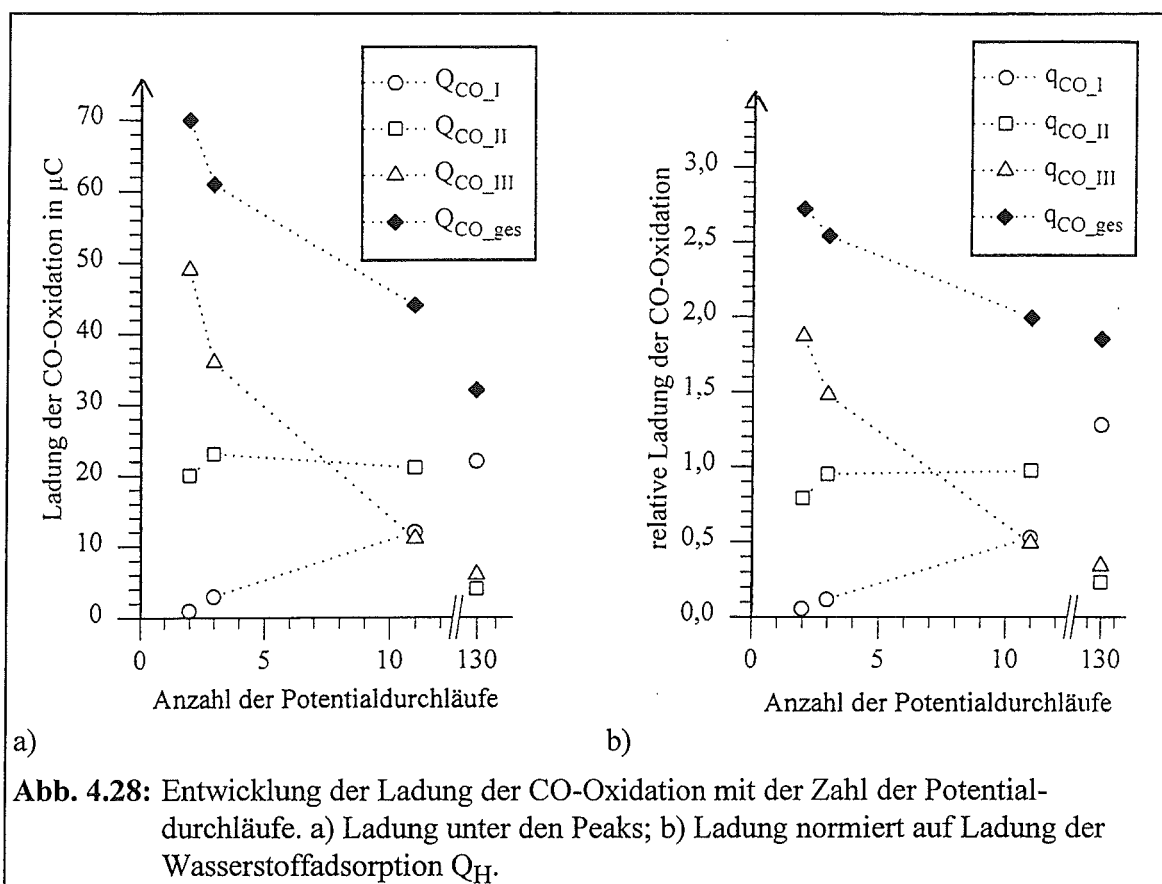 Q_CO_I
Q_CO_II
Q_CO_III
Q_CO_ges
70
60
50
40
30
20
10
0
Ladung der CO-Oxidation in µC
0
5
10
130
Anzahl der Potentialdurchläufe
a)
q_CO_I
q_CO_II
q_CO_III
q_CO_ges
3,0
2,5
2,0
1,5
1,0
0,5
0,0
relative Ladung der CO-Oxidation
0
5
10
130
Anzahl der Potentialdurchläufe
b)
Abb. 4.28: Entwicklung der Ladung der CO-Oxidation mit der Zahl der Potential-
durchläufe. a) Ladung unter den Peaks; b) Ladung normiert auf Ladung der
Wasserstoffadsorption Q_H.